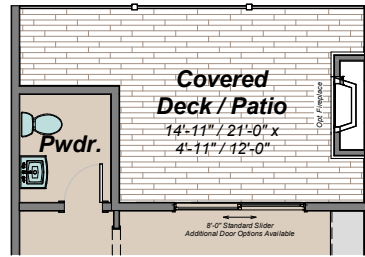 Covered
Deck / Patio
14'-11" / 21'-0" x
4'-11" / 12'-0"
Opt. Fireplace
Pwdr.
8'-0" Standard Slider
Additional Door Options Available